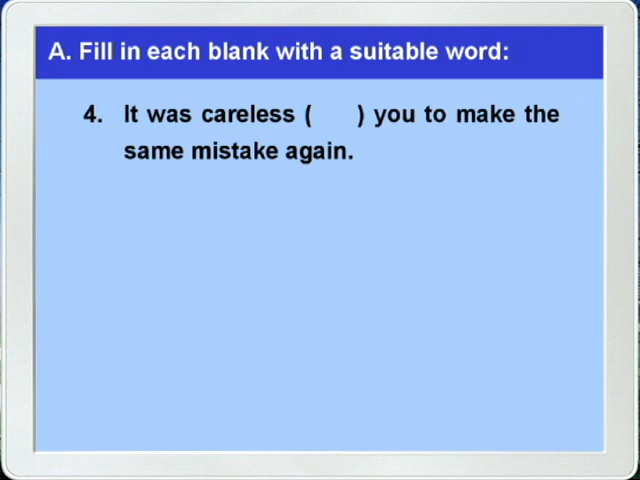 A. Fill in each blank with a suitable word:
4. It was careless ( ) you to make the
same mistake again.